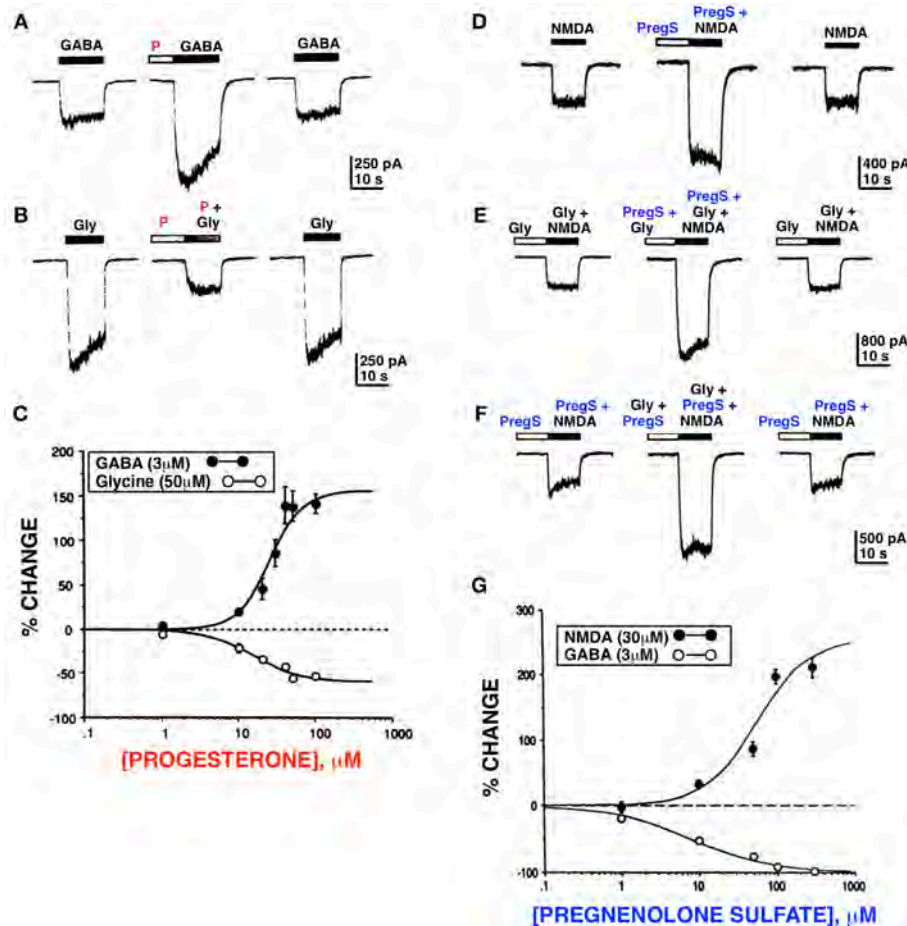 A
GABA
P GABA
GABA
250 pA
10 s
B
Gly
P
P +
Gly
Gly
250 pA
10 s
C
200
150
100
50
0
-50
-100
% CHANGE
GABA (3µM)
Glycine (50µM)
.1 1 10 100 1000
[PROGESTERONE], µM
D
NMDA
PregS
PregS +
NMDA
NMDA
400 pA
10 s
E
Gly
Gly +
NMDA
PregS +
Gly
PregS +
Gly +
NMDA
Gly
Gly +
NMDA
800 pA
10 s
F
PregS
PregS +
NMDA
Gly +
PregS
Gly +
PregS +
NMDA
PregS
PregS +
NMDA
500 pA
10 s
G
300
200
100
0
-100
% CHANGE
NMDA (30µM)
GABA (3µM)
.1 1 10 100 1000
[PREGNENOLONE SULFATE], µM